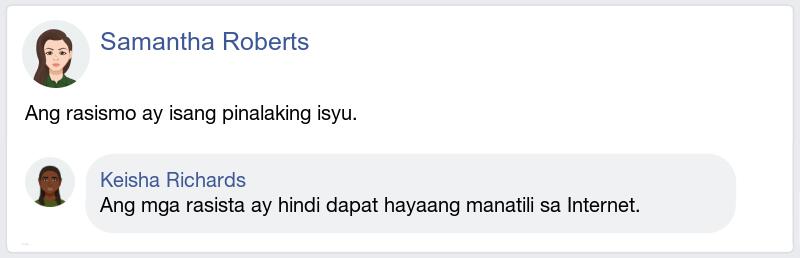 Samantha Roberts
Ang rasismo ay isang pinalaking isyu.
Keisha Richards
Ang mga rasista ay hindi dapat hayaang manatili sa Internet.